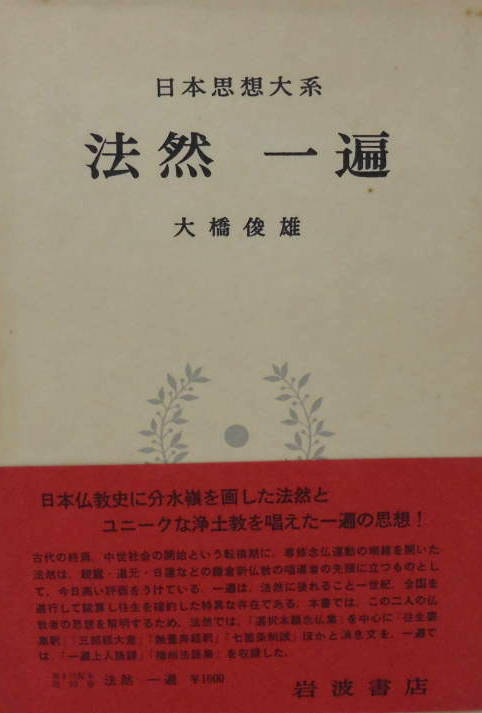 日本思想大系
法然 一遍
大橋俊雄
日本仏教史に分水嶺を画した法然と
ユニークな浄土教を唱えた一遍の思想！
古代の終焉、中世社会の開始という転換期に、専修念仏運動の端緒を開いた
法然は、親鸞・道元・日蓮などの鎌倉新仏教の唱導者の先頭に立つものとし
て、今日高い評価をうけている。一遍は、法然に後れること一世紀、全国を
遊行して賦算し往生を確約した特異な存在である。本書では、この二人の仏
教者の思想を解明するため、法然では、「選択本願念仏集」を中心に「往生要
集釈」「三部経大意」「無量寿経釈」「七箇条制誡」ほかと消息文を、一遍で
は、「一遍上人語録」「播州法語集」を収録した。
法然 一遍 ¥1600
岩波書店